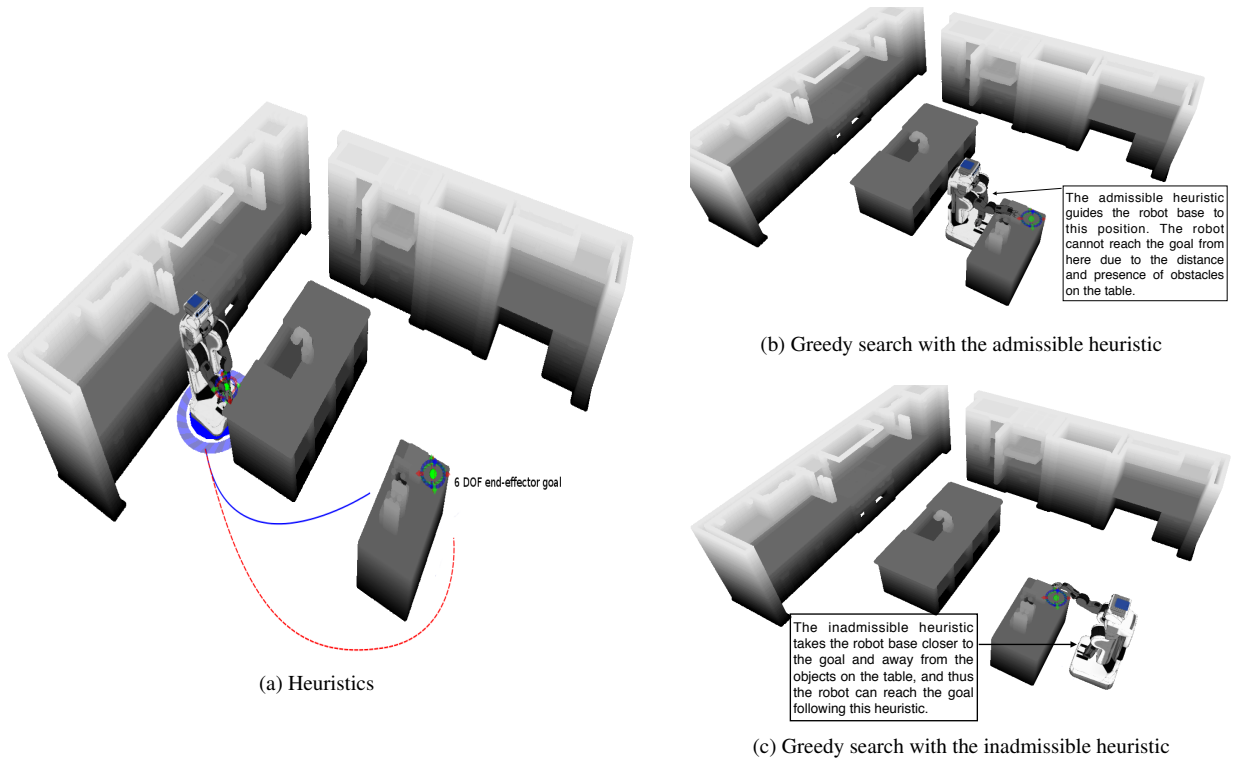 6 DOF end-effector goal
(a) Heuristics
The admissible heuristic
guides the robot base to
this position. The robot
cannot reach the goal from
here due to the distance
and presence of obstacles
on the table.
(b) Greedy search with the admissible heuristic
The inadmissible heuristic
takes the robot base closer to
the goal and away from the
objects on the table, and thus
the robot can reach the goal
following this heuristic.
(c) Greedy search with the inadmissible heuristic